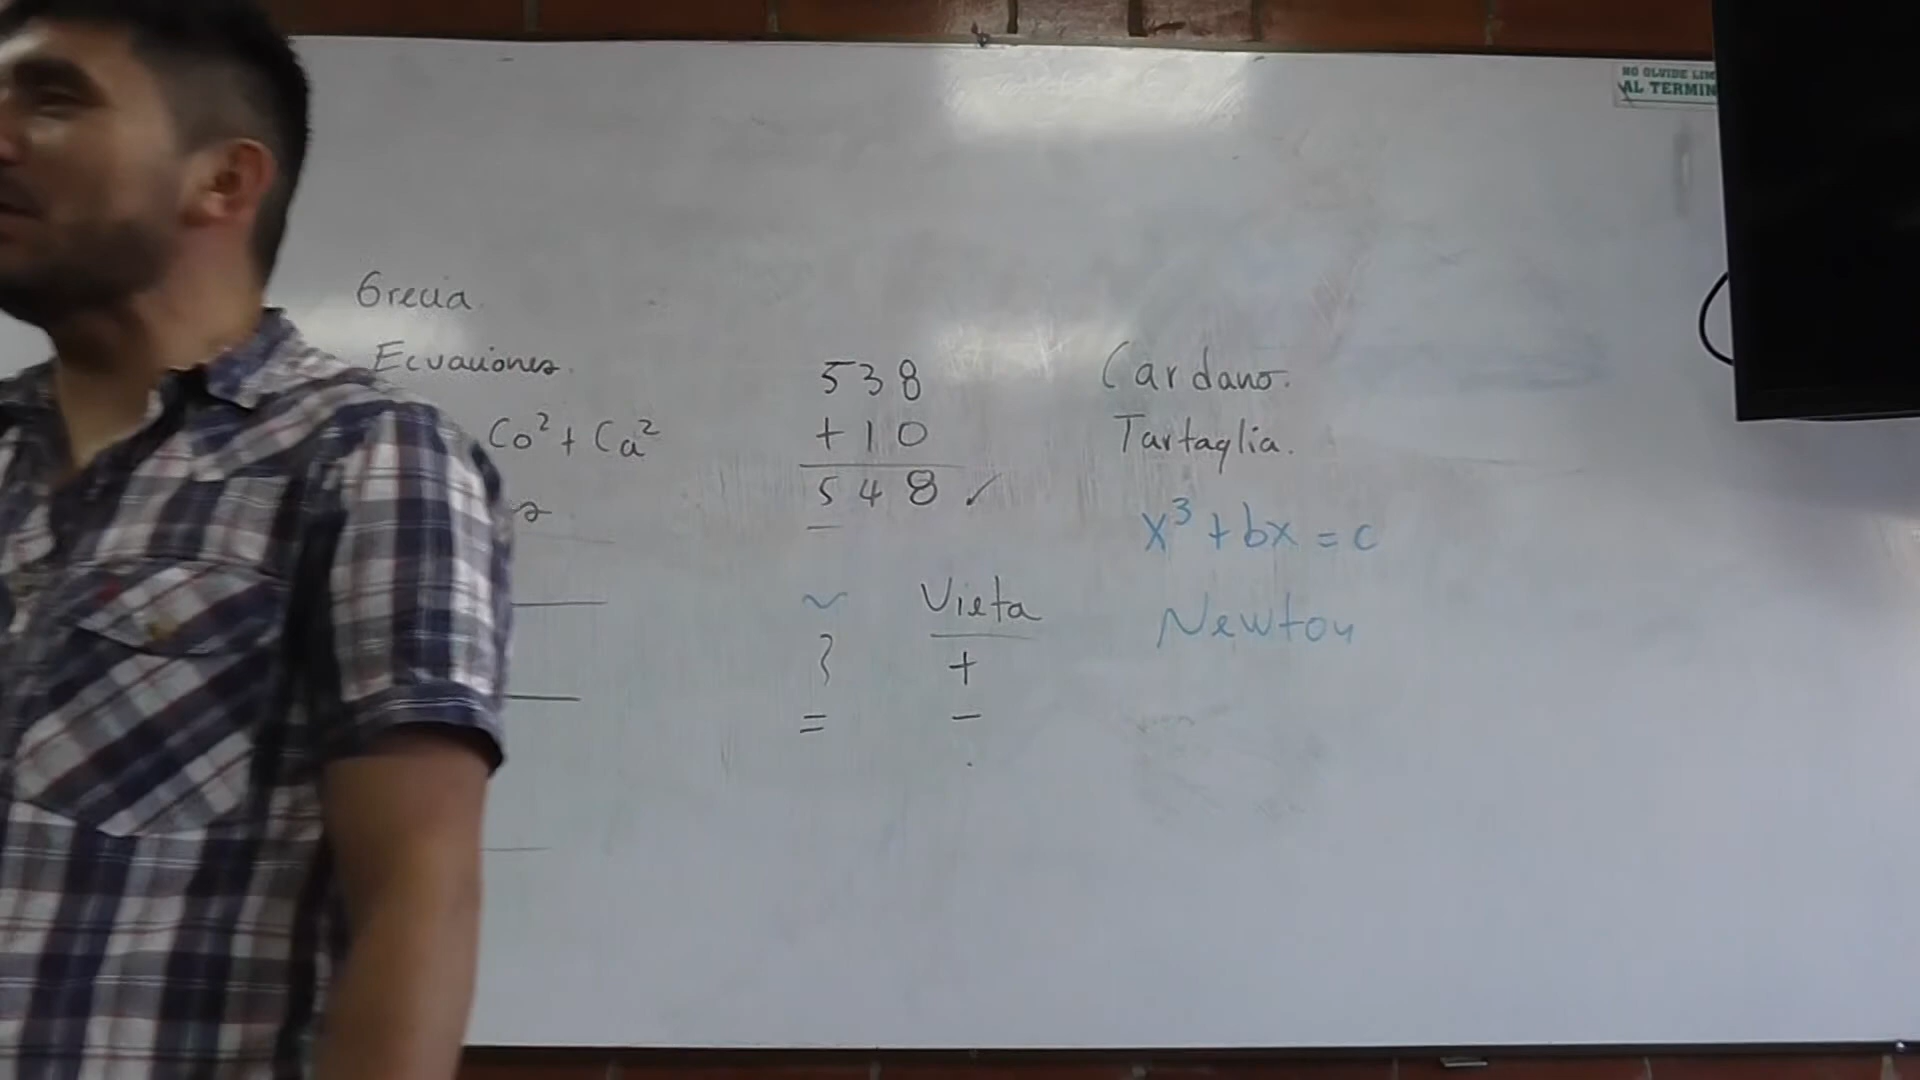 NO OLVIDE LIM
AL TERMIN
Grecia
Ecuaciones.
Co² + Ca²
538
+ 10
548 ✓
~
}
=
Vieta
+
-
.
Cardano.
Tartaglia.
x³ + bx = c
Newton